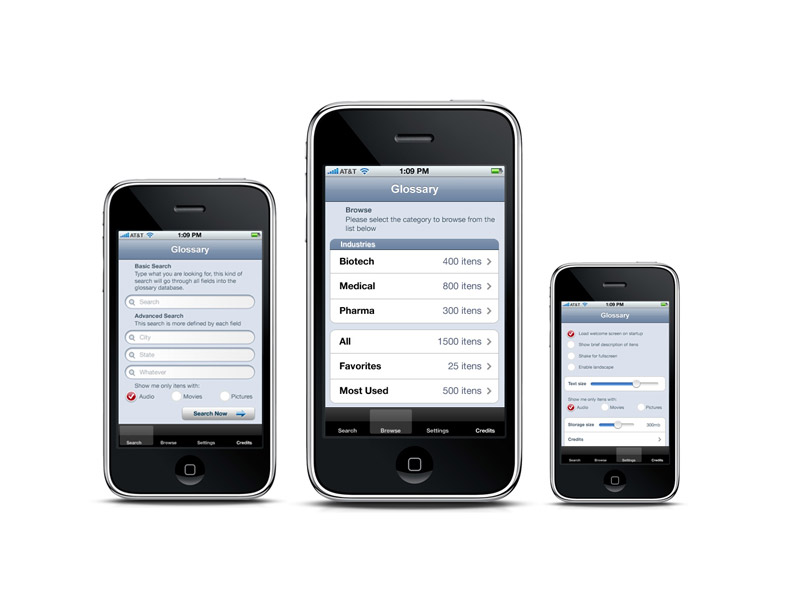 AT&T 1:09 PM
Glossary
Basic Search
Type what you are looking for, this kind of
search will go through all fields into the
glossary database.
Search
Advanced Search
This search is more defined by each field
City
State
Whatever
Show me only items with:
Audio Movies Pictures
Search Now
Search Browse Settings Credits
AT&T 1:09 PM
Glossary
Browse
Please select the category to browse from the
list below
Industries
Biotech 400 itens
Medical 800 itens
Pharma 300 itens
All 1500 itens
Favorites 25 itens
Most Used 500 itens
Search Browse Settings Credits
AT&T 1:09 PM
Glossary
Load welcome screen on startup
Show brief description of itens
Shake for fullscreen
Enable landscape
Text size
Show me only itens with:
Audio Movies Pictures
Storage size 300mb
Credits
Search Browse Settings Credits